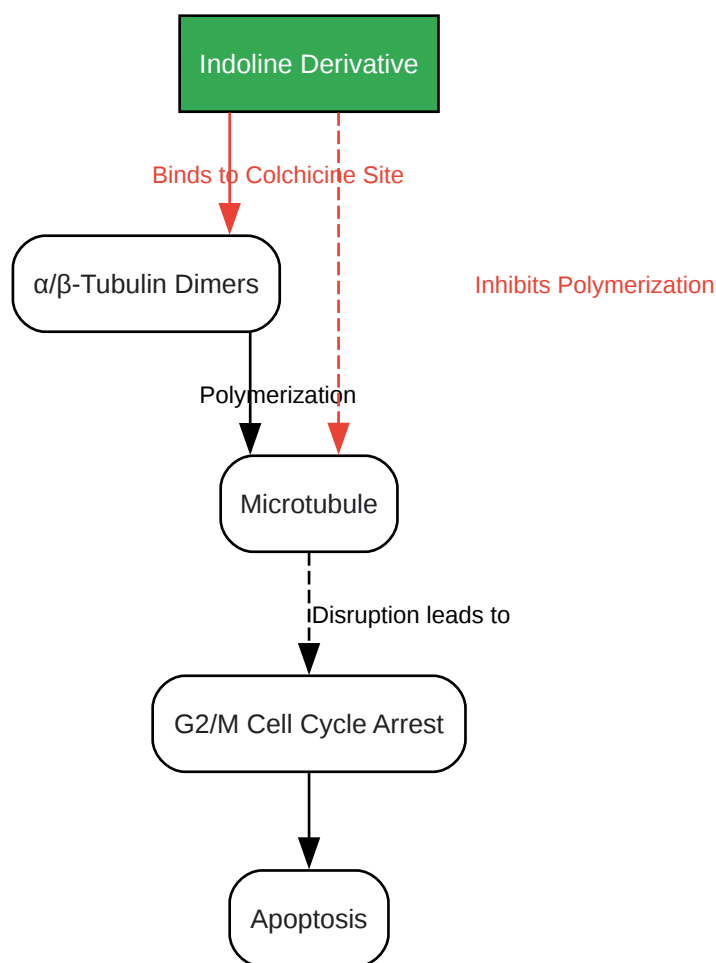 Indoline Derivative
Binds to Colchicine Site
α/β-Tubulin Dimers
Inhibits Polymerization
Polymerization
Microtubule
Disruption leads to
G2/M Cell Cycle Arrest
Apoptosis